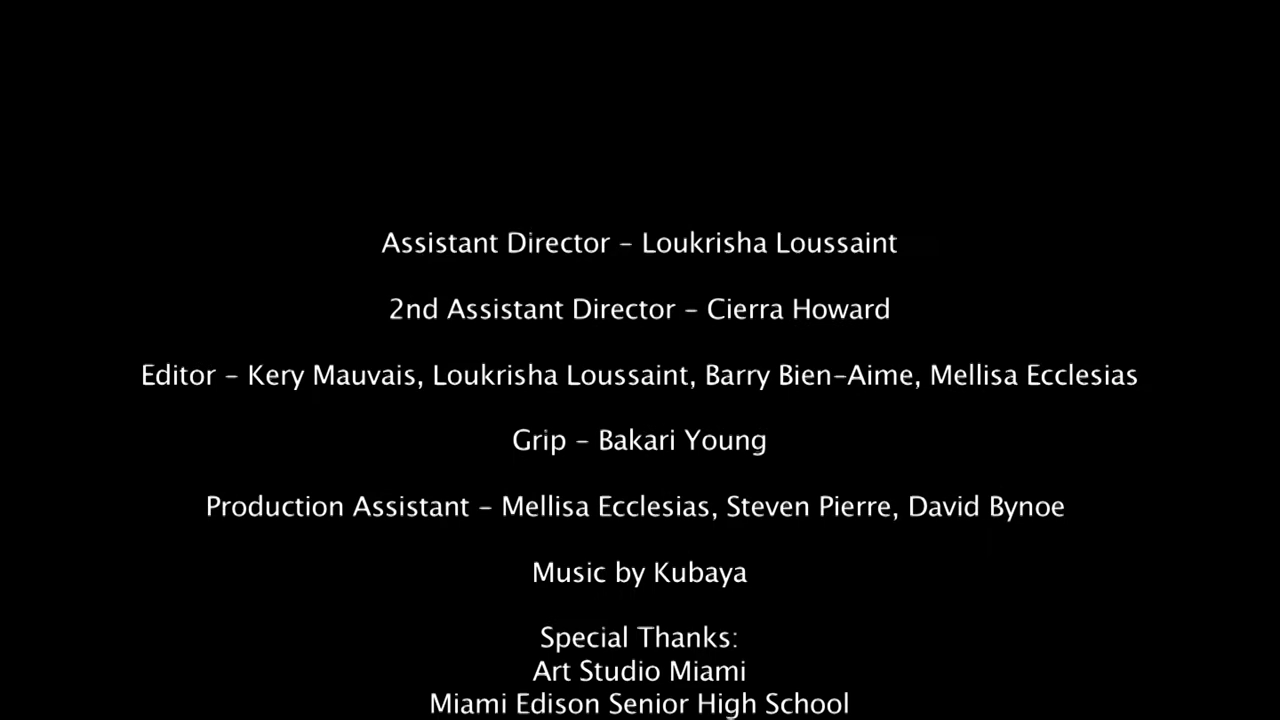 Assistant Director – Loukrisha Loussaint
2nd Assistant Director – Cierra Howard
Editor – Kery Mauvais, Loukrisha Loussaint, Barry Bien-Aime, Mellisa Ecclesias
Grip – Bakari Young
Production Assistant – Mellisa Ecclesias, Steven Pierre, David Bynoe
Music by Kubaya
Special Thanks:
Art Studio Miami
Miami Edison Senior High School